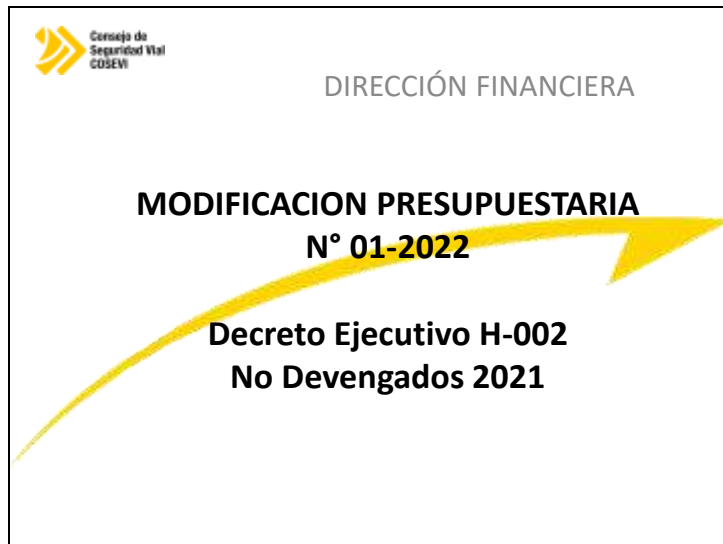 Consejo de
Seguridad Vial
COSEVI
DIRECCIÓN FINANCIERA
MODIFICACION PRESUPUESTARIA
N° 01-2022
Decreto Ejecutivo H-002
No Devengados 2021